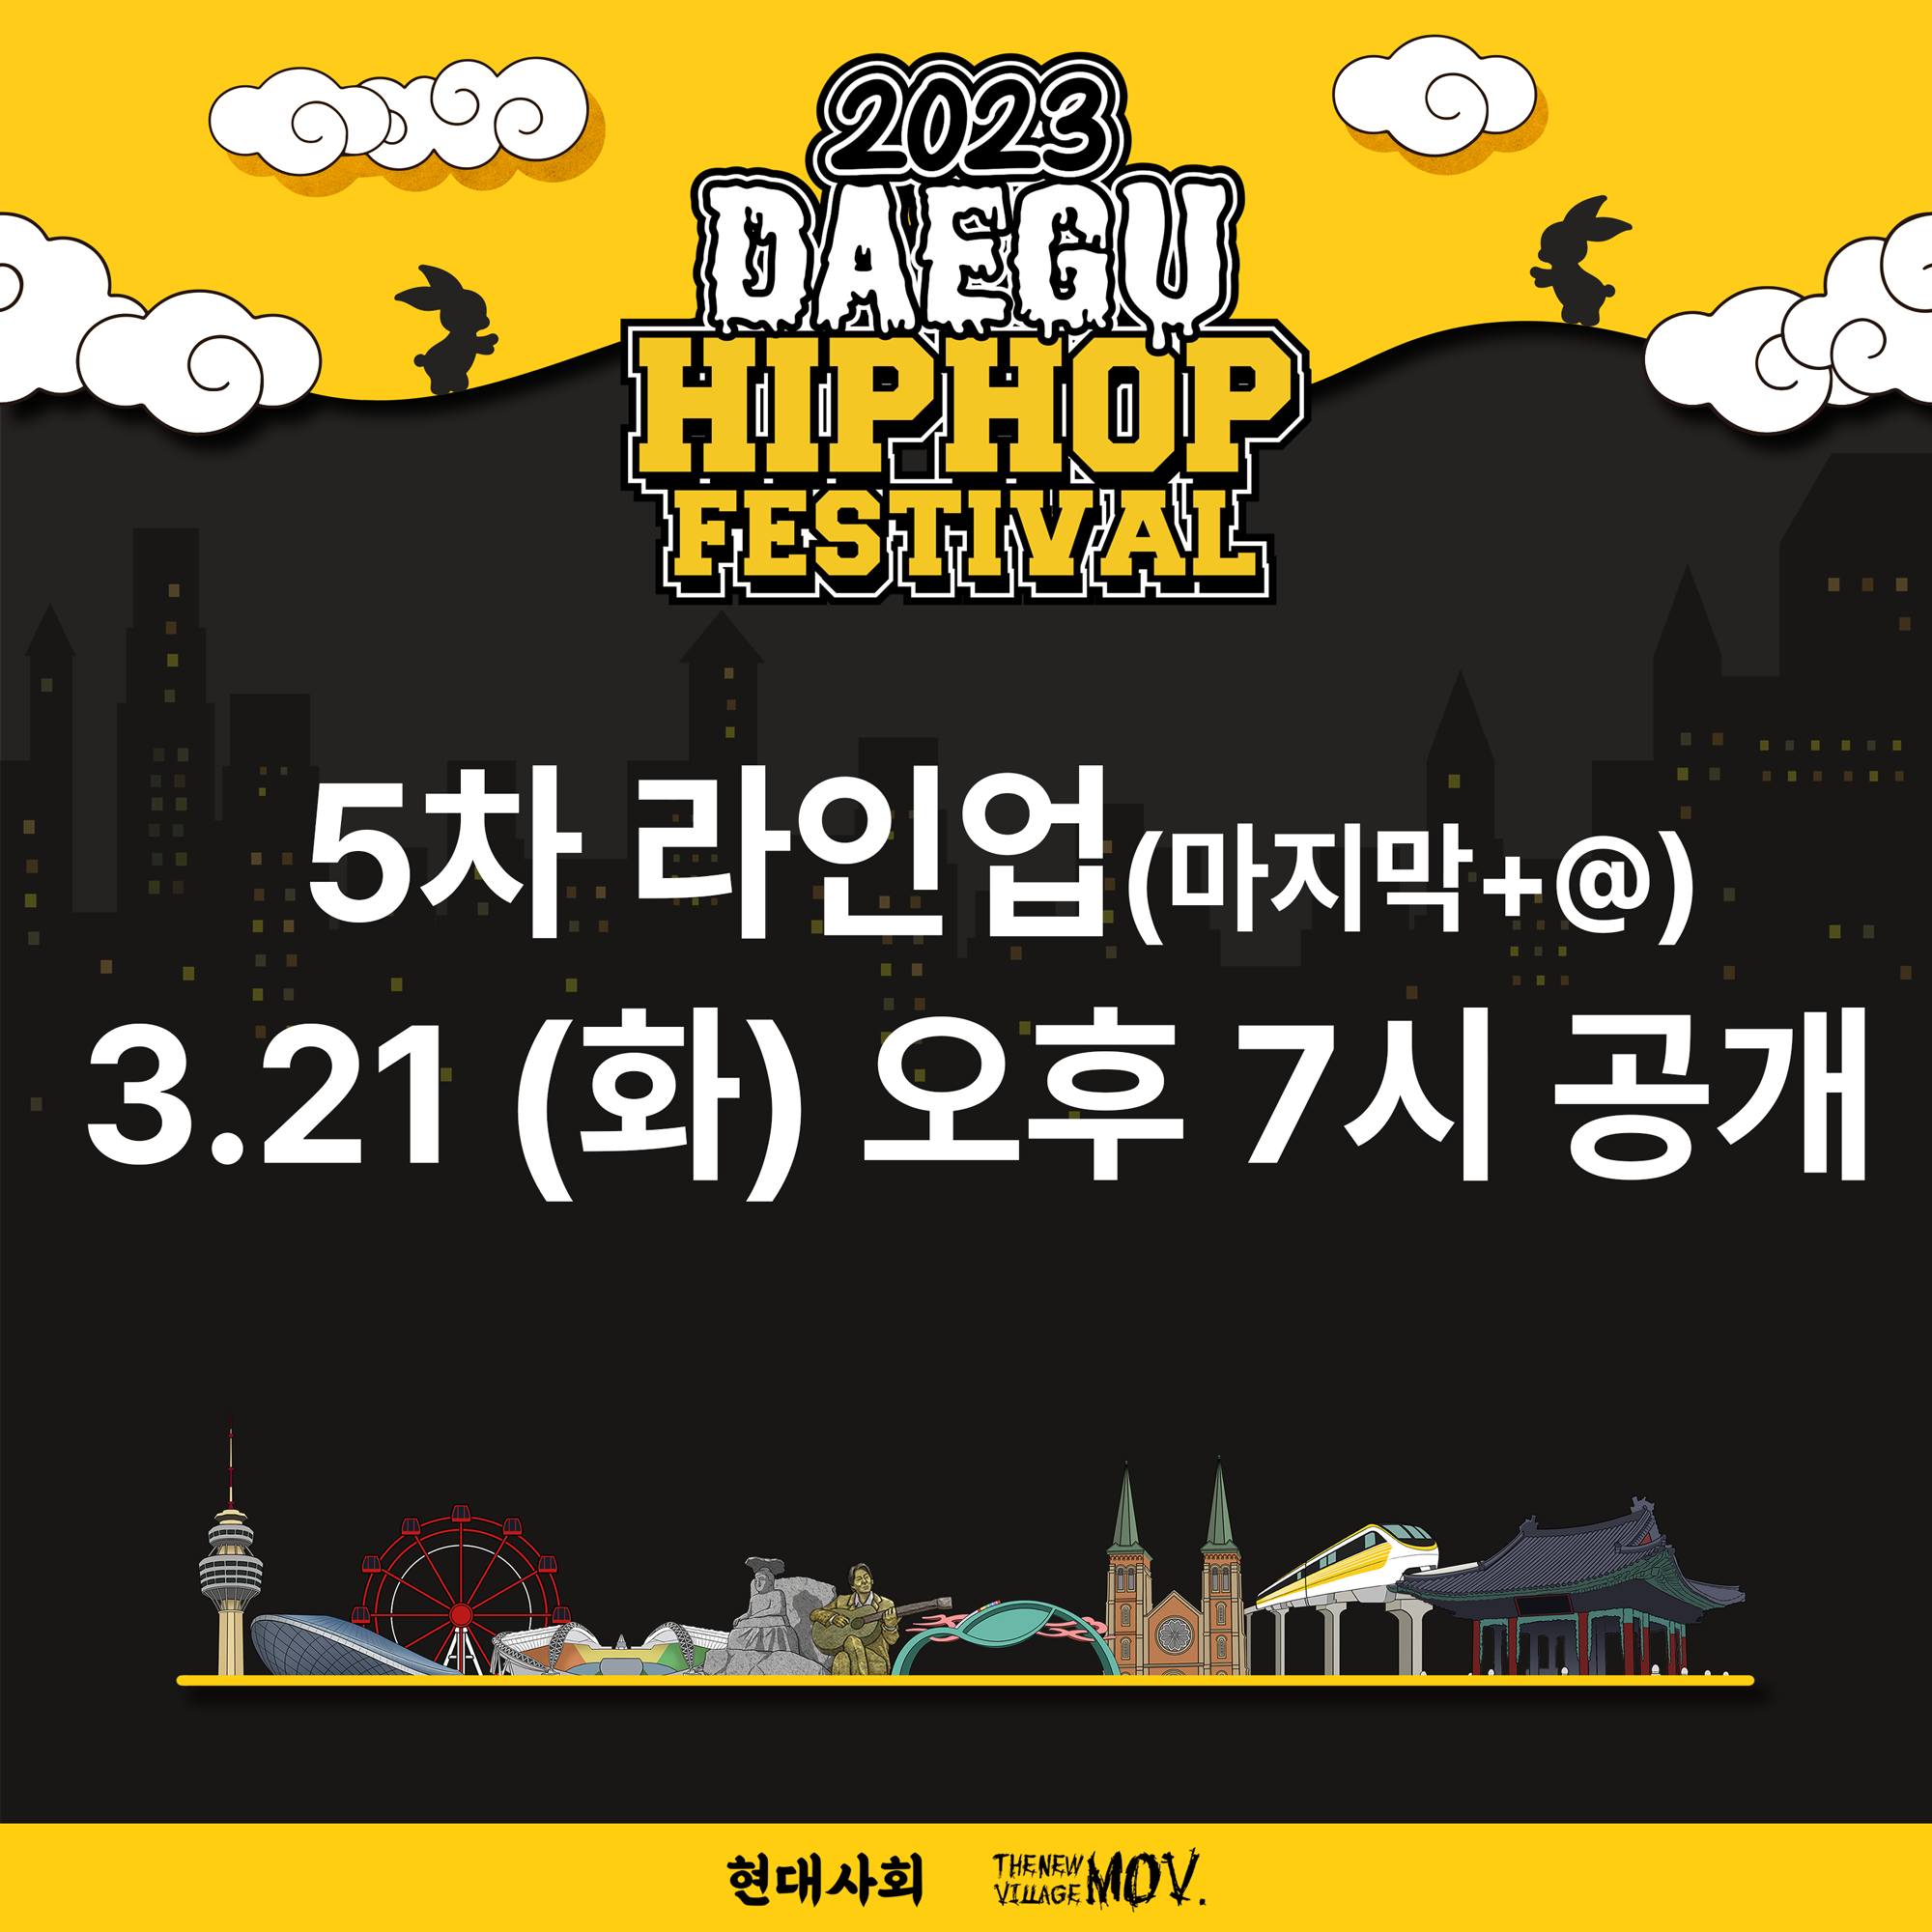 2023
DAEGU
HIPHOP
FESTIVAL
5차 라인업(마지막+@)
3.21 (화) 오후 7시 공개
현대사회
THE NEW
VILLAGE MOV.